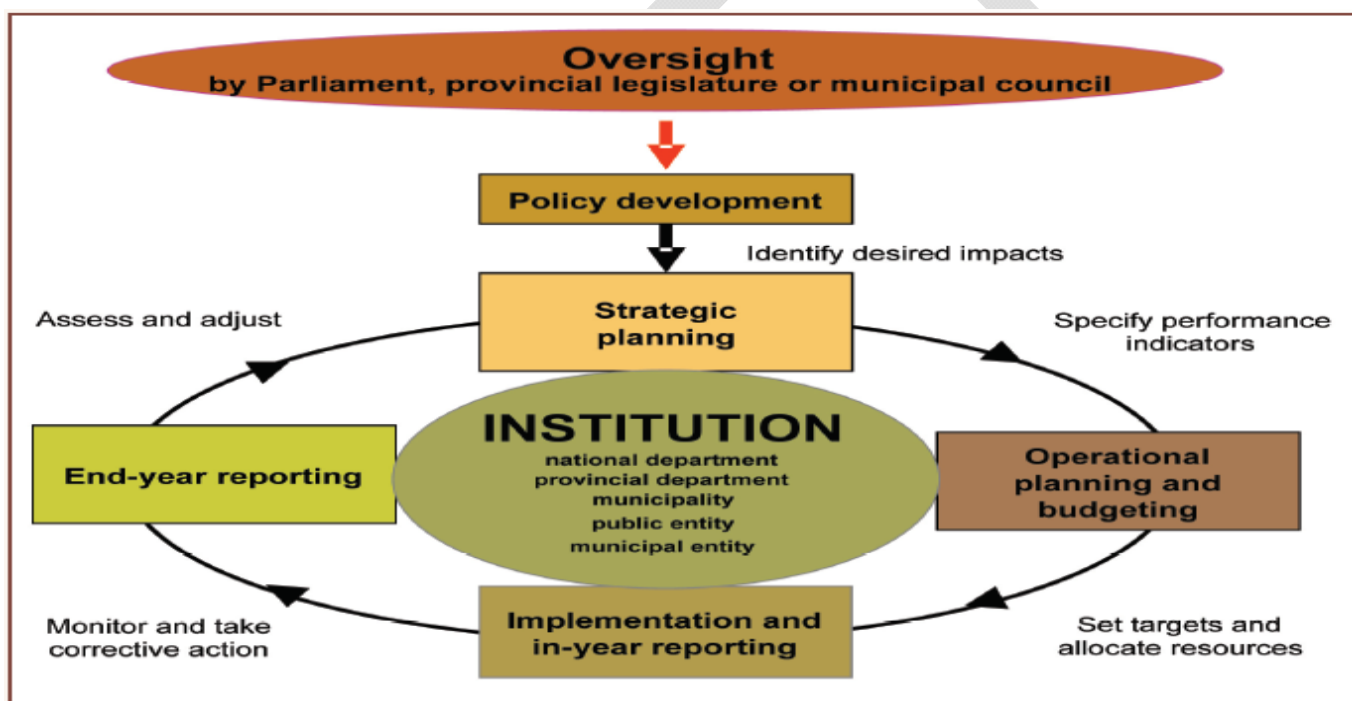 Oversight
by Parliament, provincial legislature or municipal council
Policy development
Identify desired impacts
Strategic
planning
Assess and adjust
Specify performance
indicators
INSTITUTION
national department
provincial department
municipality
public entity
municipal entity
End-year reporting
Operational
planning and
budgeting
Implementation and
in-year reporting
Monitor and take
corrective action
Set targets and
allocate resources